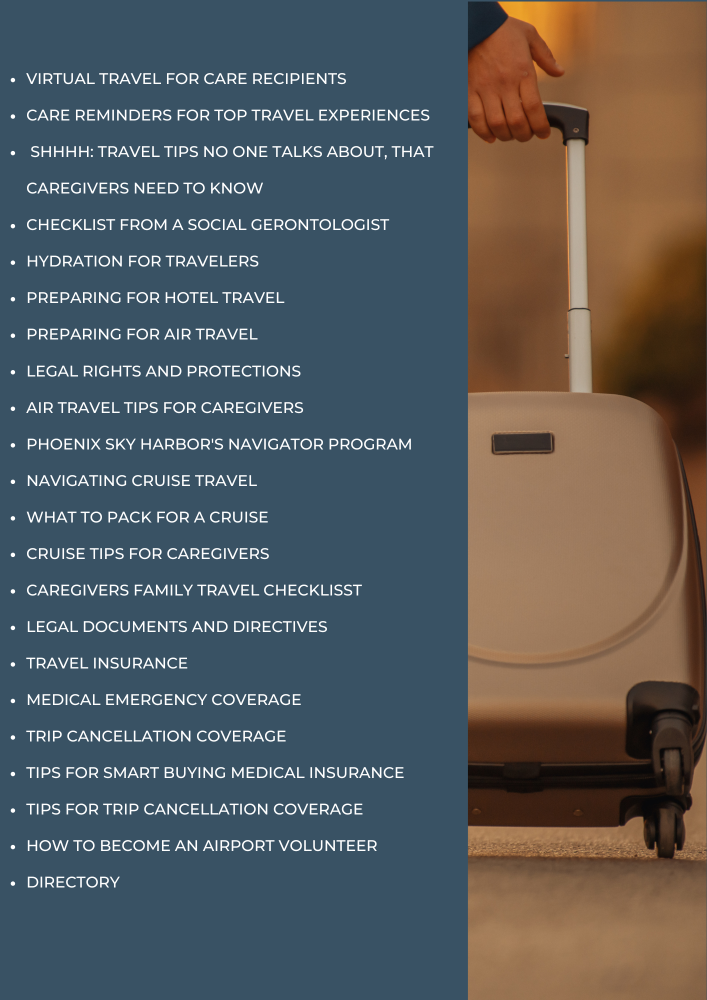 • VIRTUAL TRAVEL FOR CARE RECIPIENTS
• CARE REMINDERS FOR TOP TRAVEL EXPERIENCES
• SHHHH: TRAVEL TIPS NO ONE TALKS ABOUT, THAT
CAREGIVERS NEED TO KNOW
• CHECKLIST FROM A SOCIAL GERONTOLOGIST
• HYDRATION FOR TRAVELERS
• PREPARING FOR HOTEL TRAVEL
• PREPARING FOR AIR TRAVEL
• LEGAL RIGHTS AND PROTECTIONS
• AIR TRAVEL TIPS FOR CAREGIVERS
• PHOENIX SKY HARBOR'S NAVIGATOR PROGRAM
• NAVIGATING CRUISE TRAVEL
• WHAT TO PACK FOR A CRUISE
• CRUISE TIPS FOR CAREGIVERS
• CAREGIVERS FAMILY TRAVEL CHECKLISST
• LEGAL DOCUMENTS AND DIRECTIVES
• TRAVEL INSURANCE
• MEDICAL EMERGENCY COVERAGE
• TRIP CANCELLATION COVERAGE
• TIPS FOR SMART BUYING MEDICAL INSURANCE
• TIPS FOR TRIP CANCELLATION COVERAGE
• HOW TO BECOME AN AIRPORT VOLUNTEER
• DIRECTORY